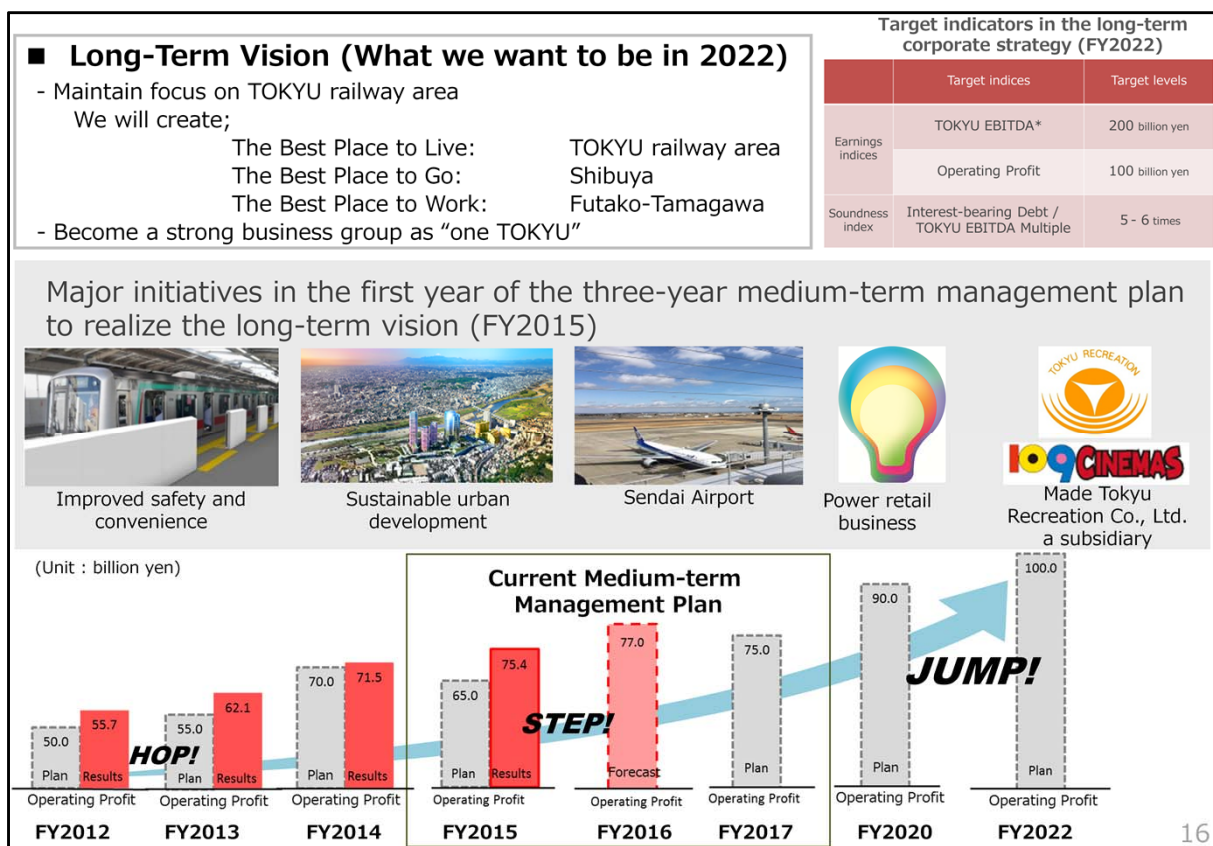 ■ Long-Term Vision (What we want to be in 2022)
- Maintain focus on TOKYU railway area
We will create;
The Best Place to Live: TOKYU railway area
The Best Place to Go: Shibuya
The Best Place to Work: Futako-Tamagawa
- Become a strong business group as “one TOKYU”
Target indicators in the long-term
corporate strategy (FY2022)
Target indices Target levels
Earnings
indices
TOKYU EBITDA* 200 billion yen
Operating Profit 100 billion yen
Soundness
index
Interest-bearing Debt /
TOKYU EBITDA Multiple
5 - 6 times
Major initiatives in the first year of the three-year medium-term management plan
to realize the long-term vision (FY2015)
Improved safety and
convenience
Sustainable urban
development
Sendai Airport
Power retail
business
TOKYU RECREATION
109CINEMAS
Made Tokyu
Recreation Co., Ltd.
a subsidiary
(Unit : billion yen)
Current Medium-term
Management Plan
HOP!
STEP!
JUMP!
50.0 55.7
Plan Results
Operating Profit
FY2012
55.0 62.1
Plan Results
Operating Profit
FY2013
70.0 71.5
Plan Results
Operating Profit
FY2014
65.0 75.4
Plan Results
Operating Profit
FY2015
77.0
Forecast
Operating Profit
FY2016
75.0
Plan
Operating Profit
FY2017
90.0
Plan
Operating Profit
FY2020
100.0
Plan
Operating Profit
FY2022
16